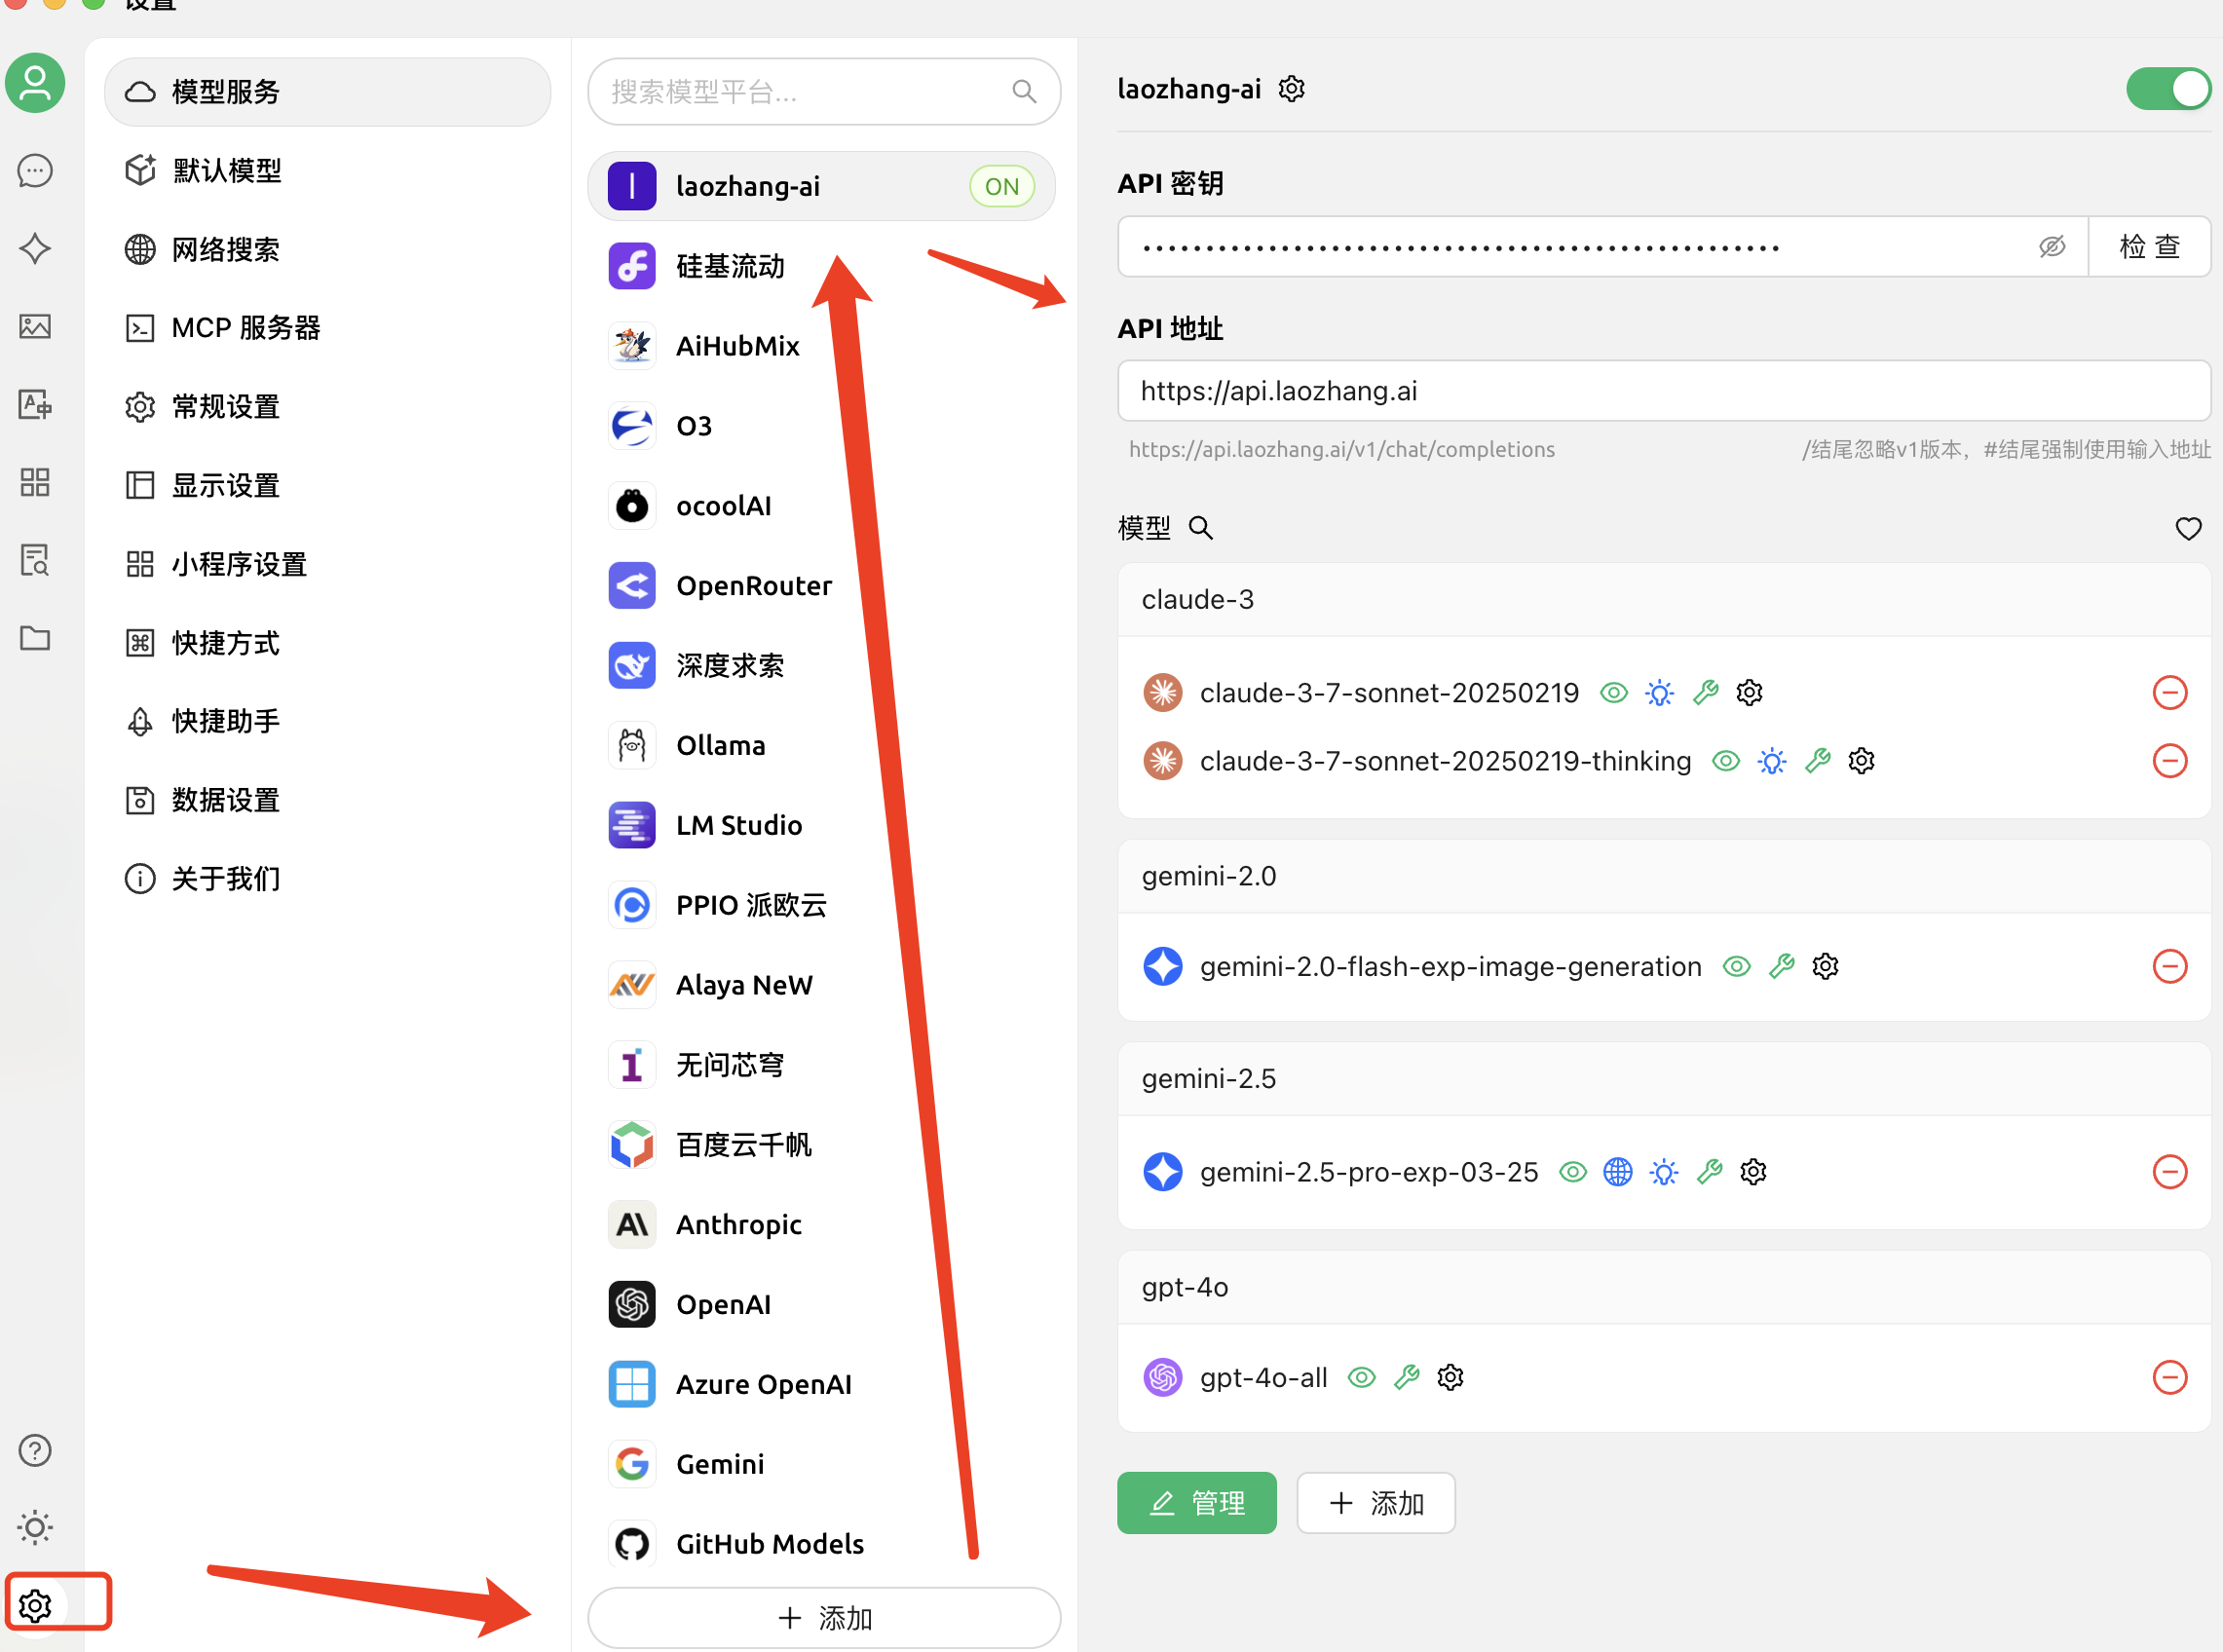 设置
模型服务
默认模型
网络搜索
MCP 服务器
常规设置
显示设置
小程序设置
快捷方式
快捷助手
数据设置
关于我们
搜索模型平台...
laozhang-ai
ON
硅基流动
AiHubMix
O3
ocoolAI
OpenRouter
深度求索
Ollama
LM Studio
PPIO 派欧云
Alaya NeW
无问芯穹
百度云千帆
Anthropic
OpenAI
Azure OpenAI
Gemini
GitHub Models
添加
laozhang-ai
API 密钥
检 查
API 地址
https://api.laozhang.ai
https://api.laozhang.ai/v1/chat/completions
/结尾忽略v1版本，#结尾强制使用输入地址
模型
claude-3
claude-3-7-sonnet-20250219
claude-3-7-sonnet-20250219-thinking
gemini-2.0
gemini-2.0-flash-exp-image-generation
gemini-2.5
gemini-2.5-pro-exp-03-25
gpt-4o
gpt-4o-all
管理
添加